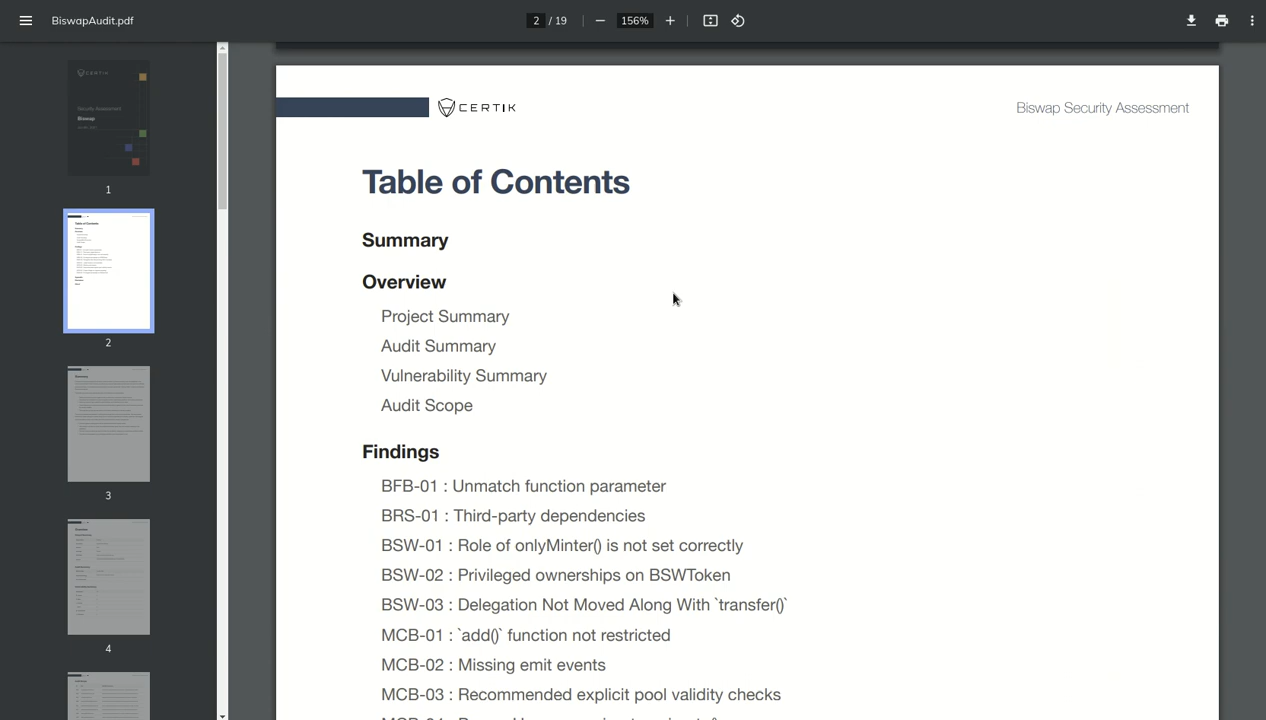 BiswapAudit.pdf
2 / 19
156%
CERTIK
Security Assessment
Biswap
1
2
3
4
CERTIK
Biswap Security Assessment
Table of Contents
Summary
Overview
Project Summary
Audit Summary
Vulnerability Summary
Audit Scope
Findings
BFB-01 : Unmatch function parameter
BRS-01 : Third-party dependencies
BSW-01 : Role of onlyMinter() is not set correctly
BSW-02 : Privileged ownerships on BSWToken
BSW-03 : Delegation Not Moved Along With `transfer()`
MCB-01 : `add()` function not restricted
MCB-02 : Missing emit events
MCB-03 : Recommended explicit pool validity checks